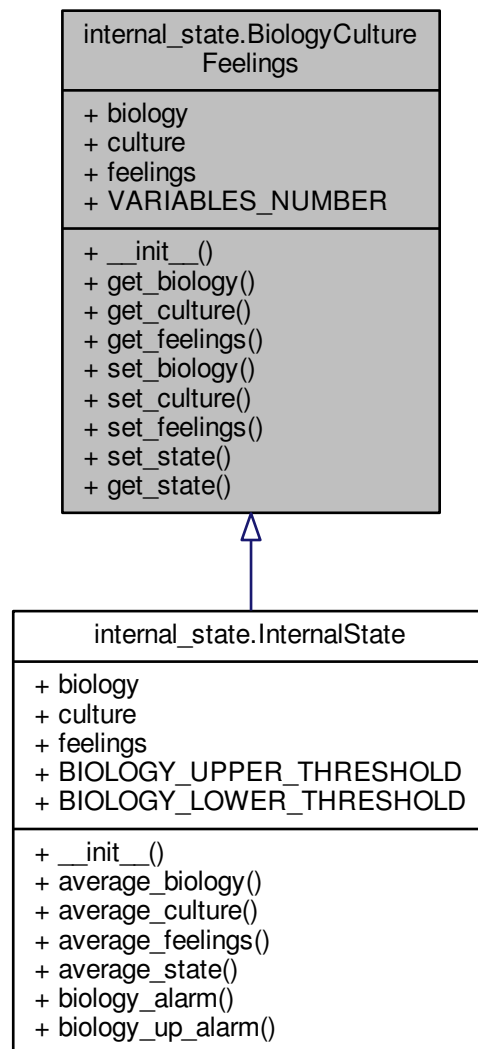 internal_state.BiologyCulture
Feelings
+ biology
+ culture
+ feelings
+ VARIABLES_NUMBER
+ __init__()
+ get_biology()
+ get_culture()
+ get_feelings()
+ set_biology()
+ set_culture()
+ set_feelings()
+ set_state()
+ get_state()
internal_state.InternalState
+ biology
+ culture
+ feelings
+ BIOLOGY_UPPER_THRESHOLD
+ BIOLOGY_LOWER_THRESHOLD
+ __init__()
+ average_biology()
+ average_culture()
+ average_feelings()
+ average_state()
+ biology_alarm()
+ biology_up_alarm()